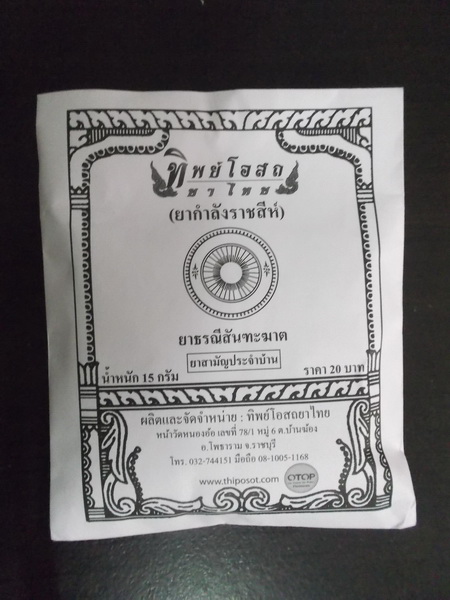 ทิพย์โอสถ
ยาไทย
(ยากำลังราชสีห์)
ยาธรณีสันฑะฆาต
ยาสามัญประจำบ้าน
น้ำหนัก 15 กรัม
ราคา 20 บาท
ผลิตและจัดจำหน่าย : ทิพย์โอสถยาไทย
หน้าวัดหนองอ้อ เลขที่ 78/1 หมู่ 6 ต.บ้านฆ้อง
อ.โพธาราม จ.ราชบุรี
โทร. 032-744151 มือถือ 08-1005-1168
www.thiposot.com
OTOP